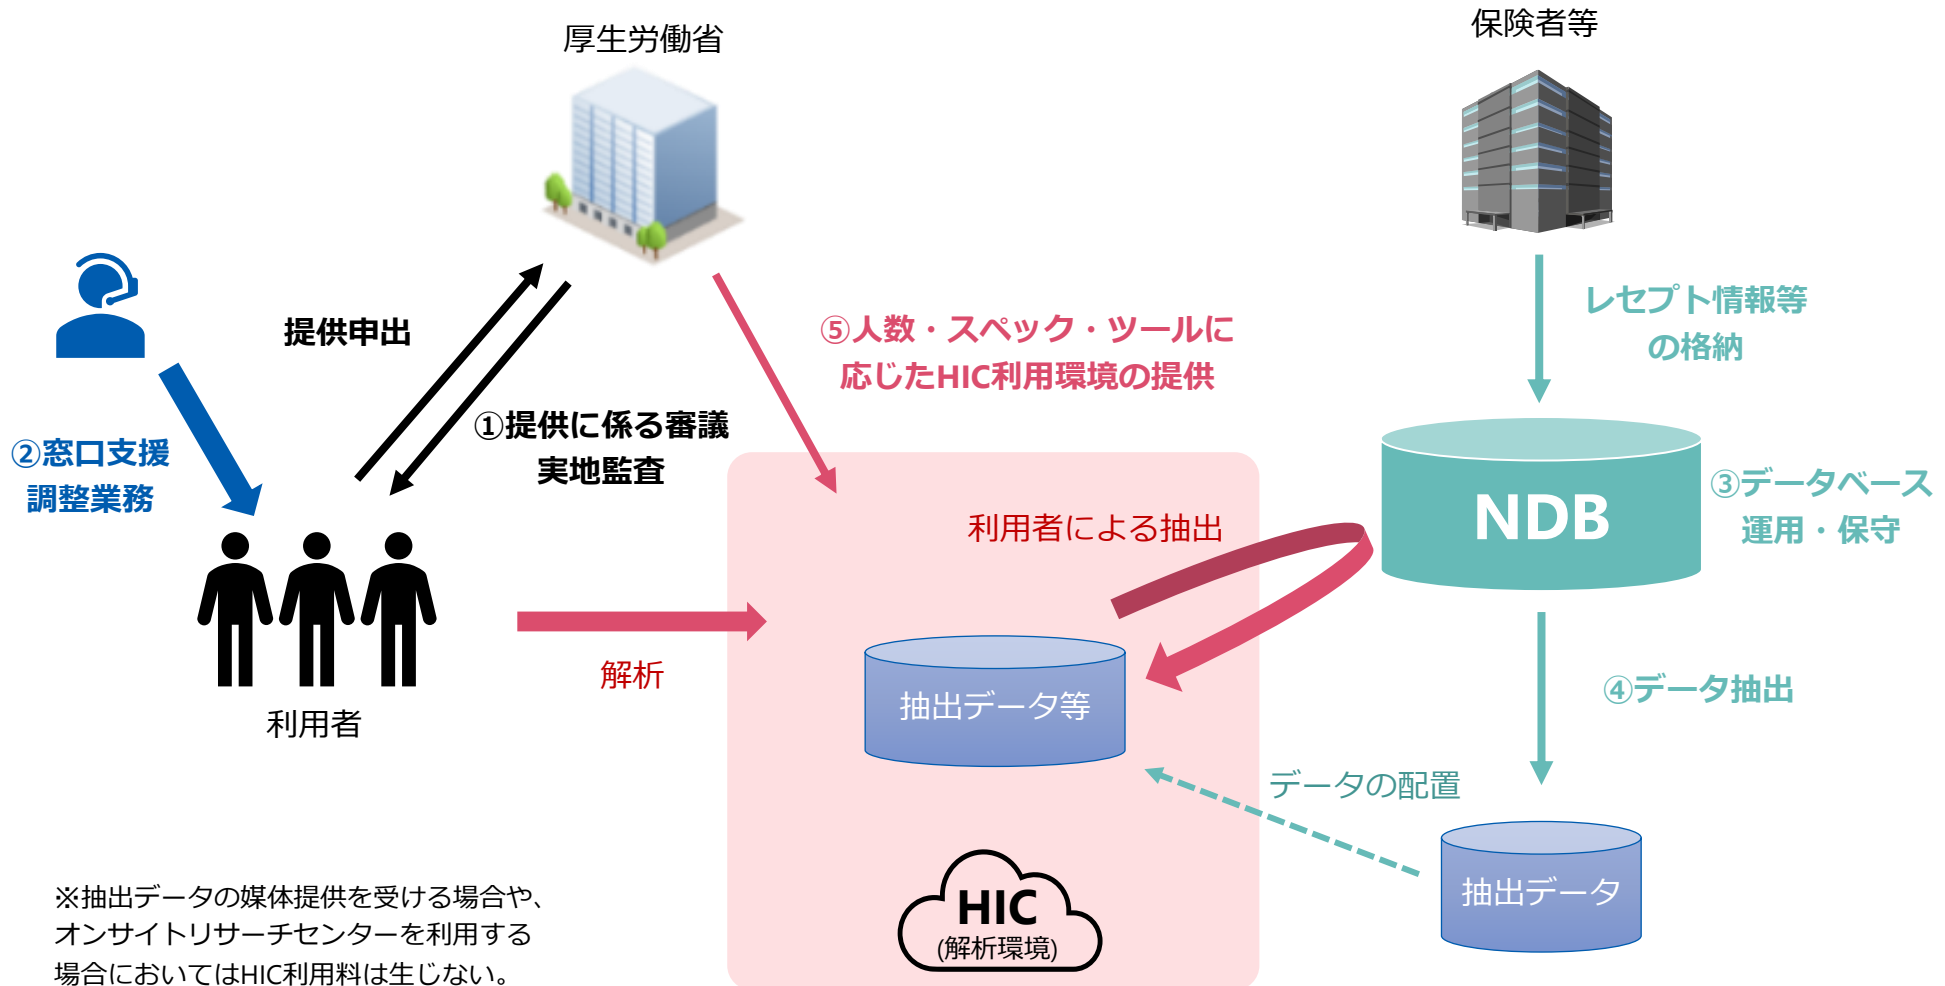 厚生労働省
保険者等
提供申出
①提供に係る審議
実地監査
⑤人数・スペック・ツールに
応じたHIC利用環境の提供
レセプト情報等
の格納
②窓口支援
調整業務
NDB
③データベース
運用・保守
利用者による抽出
利用者
解析
抽出データ等
④データ抽出
データの配置
抽出データ
HIC
(解析環境)
※抽出データの媒体提供を受ける場合や、
オンサイトリサーチセンターを利用する
場合においてはHIC利用料は生じない。